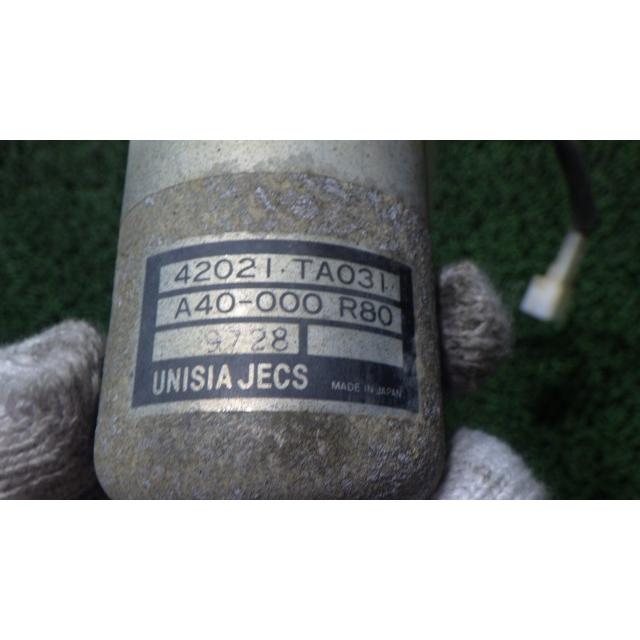 42021·TA031
A40-000 R80
9728
UNISIA JECS MADE IN JAPAN